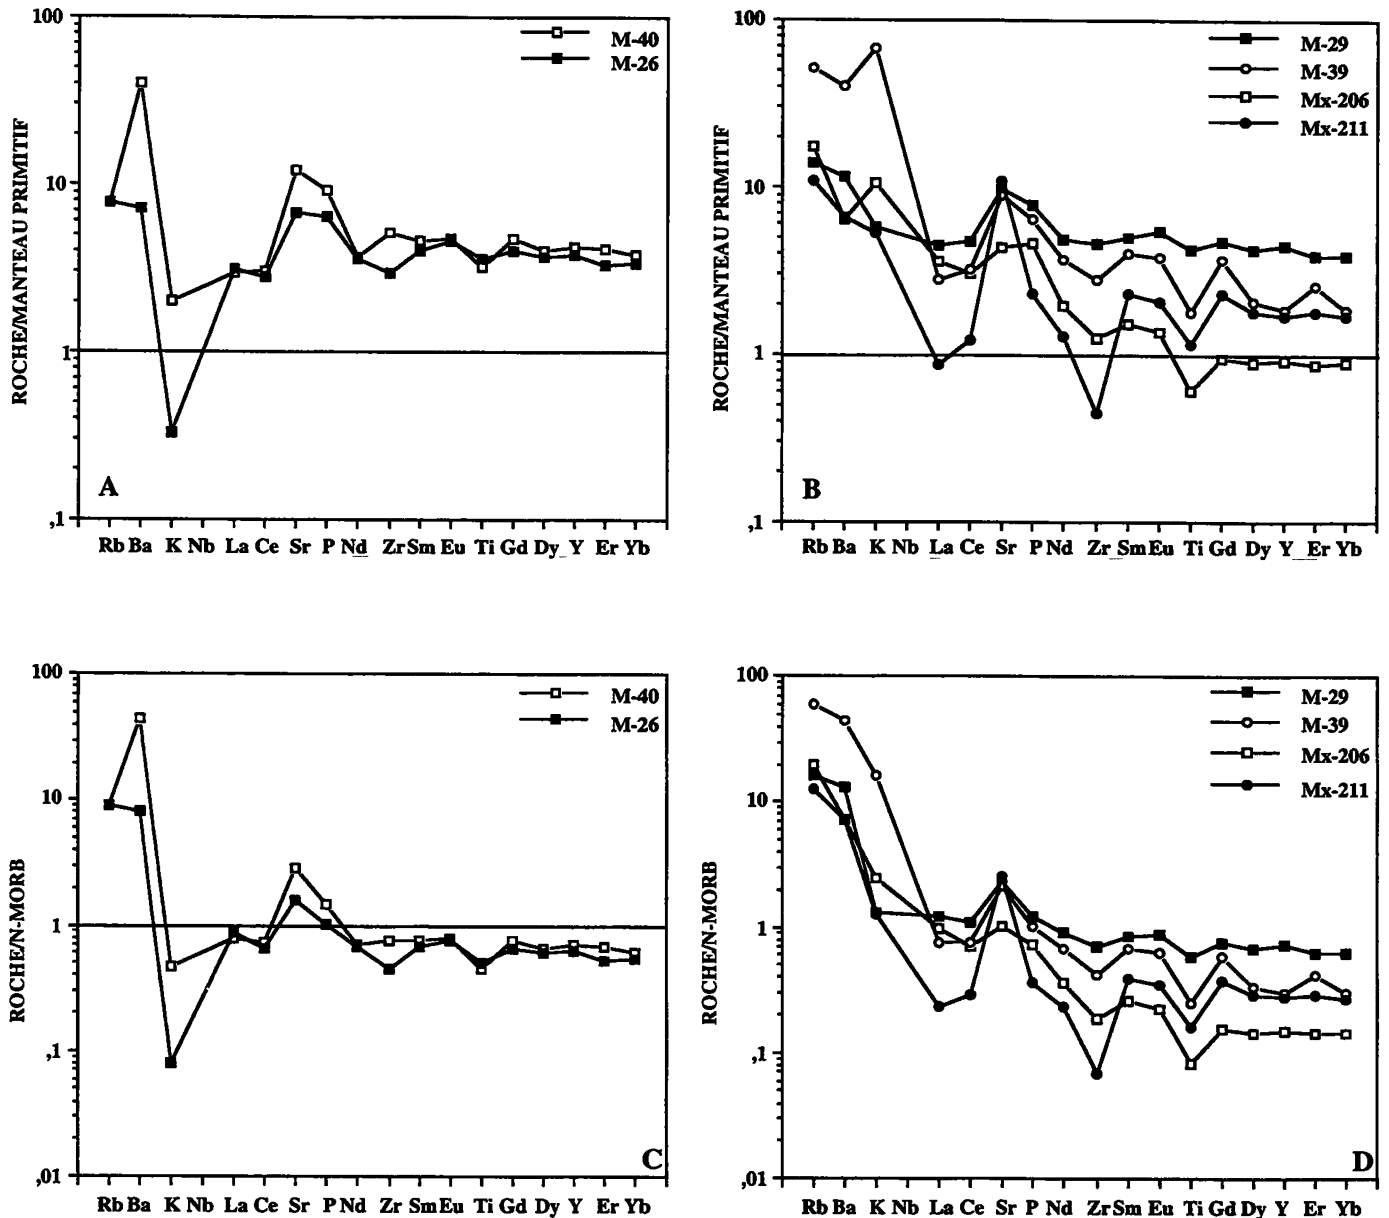 100
10
1
,1
ROCHE/MANTEAU PRIMITIF
M-40
M-26
A
Rb Ba K Nb La Ce Sr P Nd Zr Sm Eu Ti Gd Dy Y Er Yb
100
10
1
,1
ROCHE/MANTEAU PRIMITIF
M-29
M-39
Mx-206
Mx-211
B
Rb Ba K Nb La Ce Sr P Nd Zr Sm Eu Ti Gd Dy Y Er Yb
100
10
1
,1
,01
ROCHE/N-MORB
M-40
M-26
C
Rb Ba K Nb La Ce Sr P Nd Zr Sm Eu Ti Gd Dy Y Er Yb
100
10
1
,1
,01
ROCHE/N-MORB
M-29
M-39
Mx-206
Mx-211
D
Rb Ba K Nb La Ce Sr P Nd Zr Sm Eu Ti Gd Dy Y Er Yb